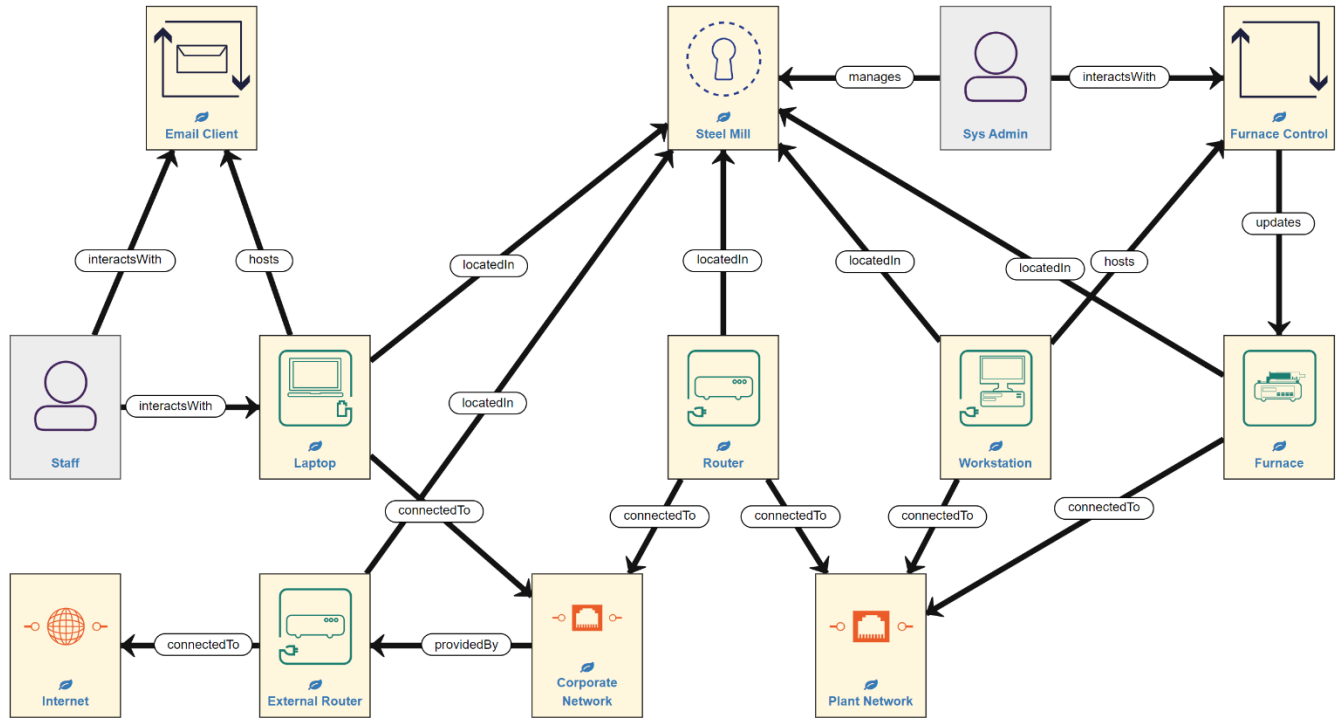 Email Client
Steel Mill
manages
Sys Admin
interactsWith
Furnace Control
updates
interactsWith
hosts
locatedIn
locatedIn
locatedIn
hosts
locatedIn
Staff
interactsWith
Laptop
locatedIn
Router
Workstation
Furnace
connectedTo
connectedTo
connectedTo
connectedTo
connectedTo
Internet
connectedTo
External Router
providedBy
Corporate
Network
Plant Network